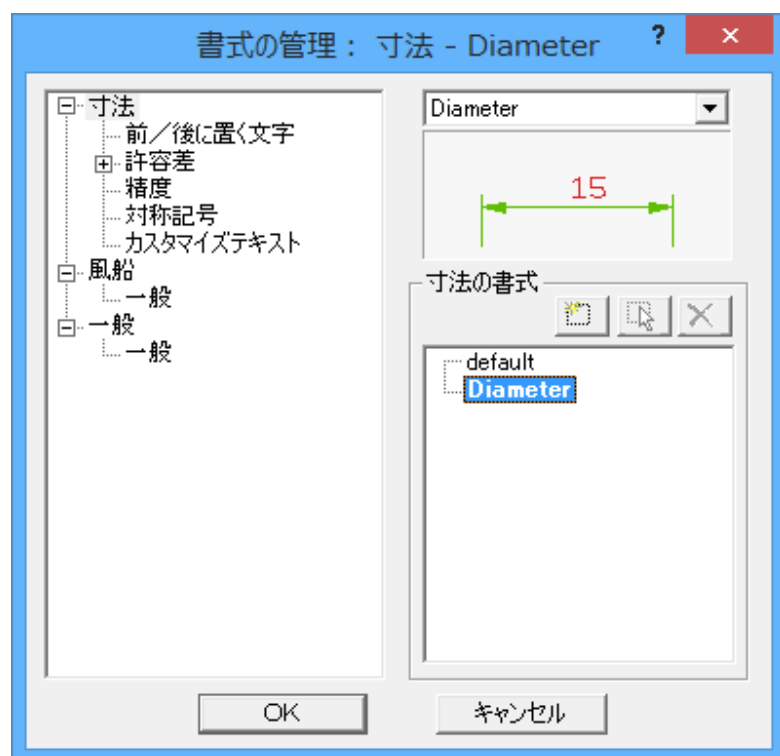 書式の管理： 寸法 - Diameter ?
寸法
前／後に置く文字
許容差
精度
対称記号
カスタマイズテキスト
風船
一般
一般
一般
Diameter
15
寸法の書式
default
Diameter
OK
キャンセル